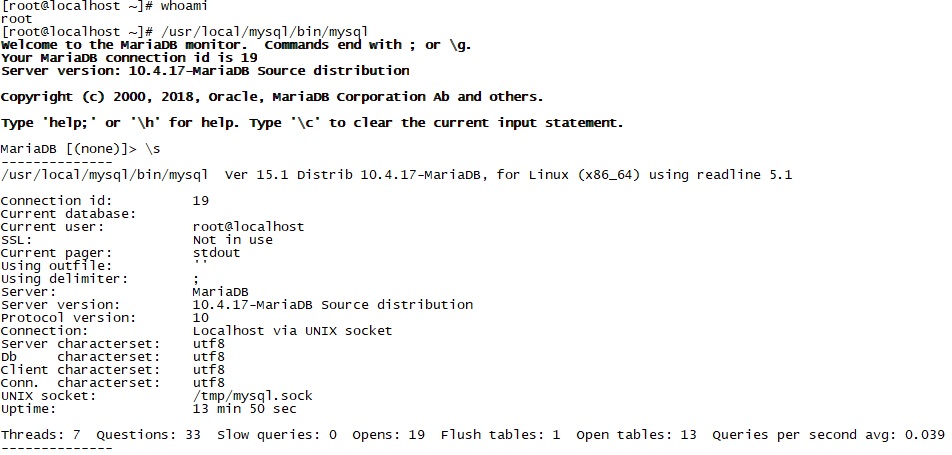 [root@localhost ~]# whoami
root
[root@localhost ~]# /usr/local/mysql/bin/mysql
Welcome to the MariaDB monitor.  Commands end with ; or \g.
Your MariaDB connection id is 19
Server version: 10.4.17-MariaDB Source distribution

Copyright (c) 2000, 2018, Oracle, MariaDB Corporation Ab and others.

Type 'help;' or '\h' for help. Type '\c' to clear the current input statement.

MariaDB [(none)]> \s
--------------
/usr/local/mysql/bin/mysql  Ver 15.1 Distrib 10.4.17-MariaDB, for Linux (x86_64) using readline 5.1

Connection id:          19
Current database:
Current user:           root@localhost
SSL:                    Not in use
Current pager:          stdout
Using outfile:          ''
Using delimiter:        ;
Server:                 MariaDB
Server version:         10.4.17-MariaDB Source distribution
Protocol version:       10
Connection:             Localhost via UNIX socket
Server characterset:    utf8
Db     characterset:    utf8
Client characterset:    utf8
Conn.  characterset:    utf8
UNIX socket:            /tmp/mysql.sock
Uptime:                 13 min 50 sec

Threads: 7  Questions: 33  Slow queries: 0  Opens: 19  Flush tables: 1  Open tables: 13  Queries per second avg: 0.039
--------------